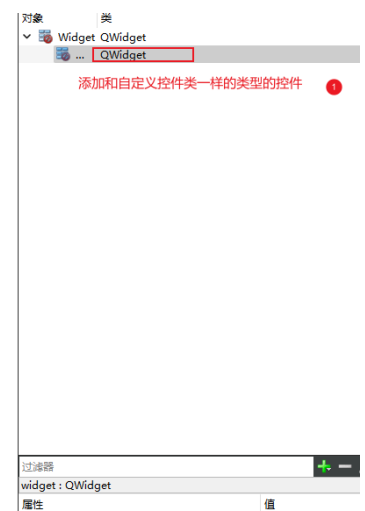 对象 类
Widget QWidget
... QWidget
添加和自定义控件类一样的类型的控件 1
过滤器
widget : QWidget
属性 值